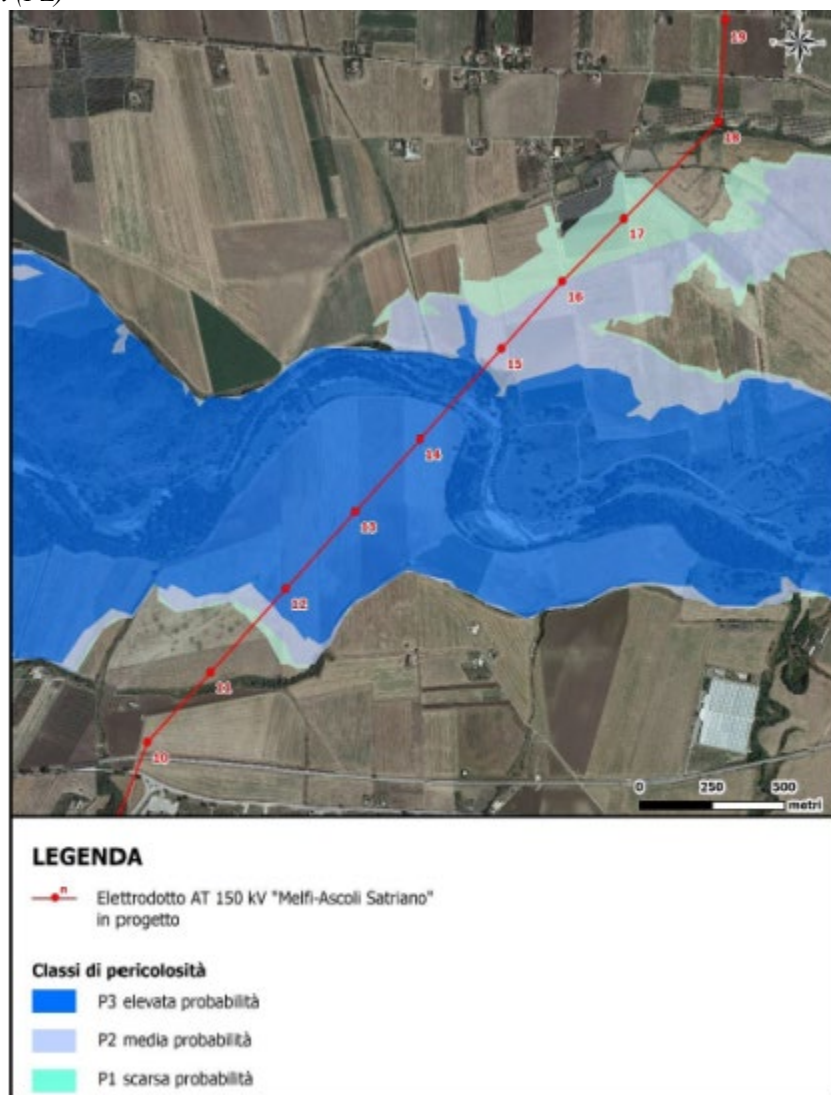 19
18
17
16
15
14
13
12
11
10
0 250 500
metri
LEGENDA
n
Elettrodotto AT 150 kV "Melfi-Ascoli Satriano"
in progetto
Classi di pericolosità
P3 elevata probabilità
P2 media probabilità
P1 scarsa probabilità